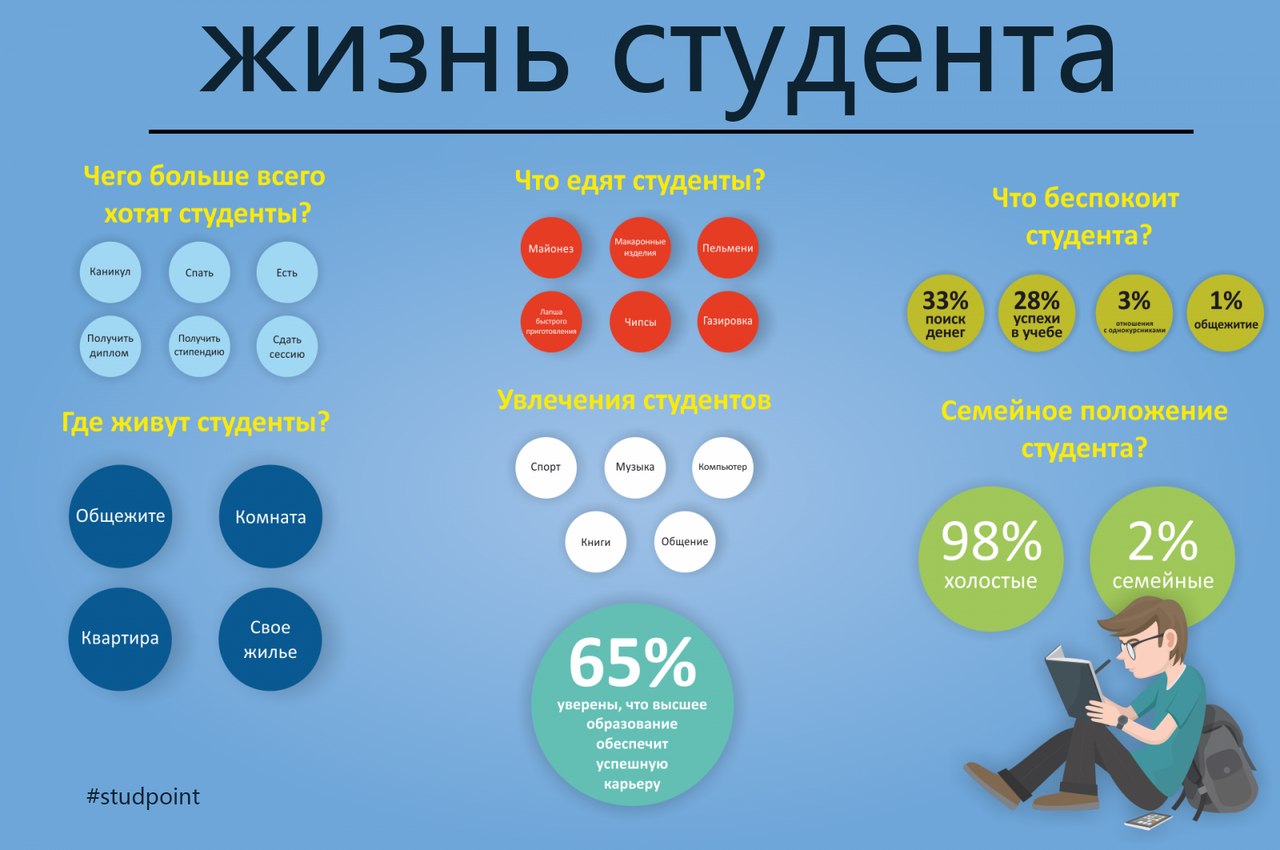 жизнь студента
Чего больше всего
хотят студенты?
Каникул
Спать
Есть
Получить
диплом
Получить
стипендию
Сдать
сессию
Где живут студенты?
Общежите
Комната
Квартира
Свое
жилье
#studpoint
Что едят студенты?
Майонез
Макаронные
изделия
Пельмени
Лапша
быстрого
приготовления
Чипсы
Газировка
Увлечения студентов
Спорт
Музыка
Компьютер
Книги
Общение
65%
уверены, что высшее
образование
обеспечит
успешную
карьеру
Что беспокоит
студента?
33%
поиск
денег
28%
успехи
в учебе
3%
отношения
с однокурсниками
1%
общежитие
Семейное положение
студента?
98%
холостые
2%
семейные